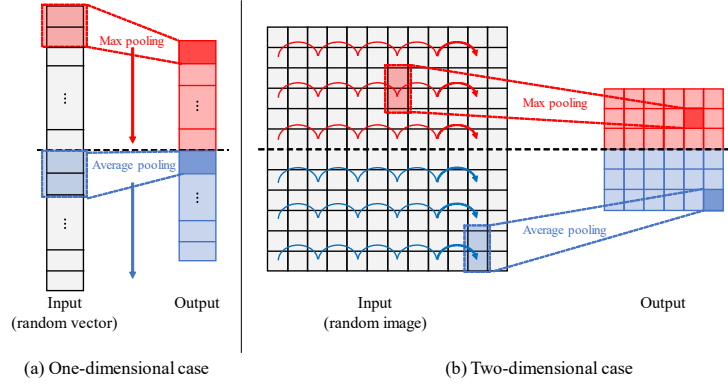 Max pooling
⋮
⋮
Average pooling
⋮
⋮
Input
(random vector)
Output
(a) One-dimensional case
Max pooling
Average pooling
Input
(random image)
Output
(b) Two-dimensional case